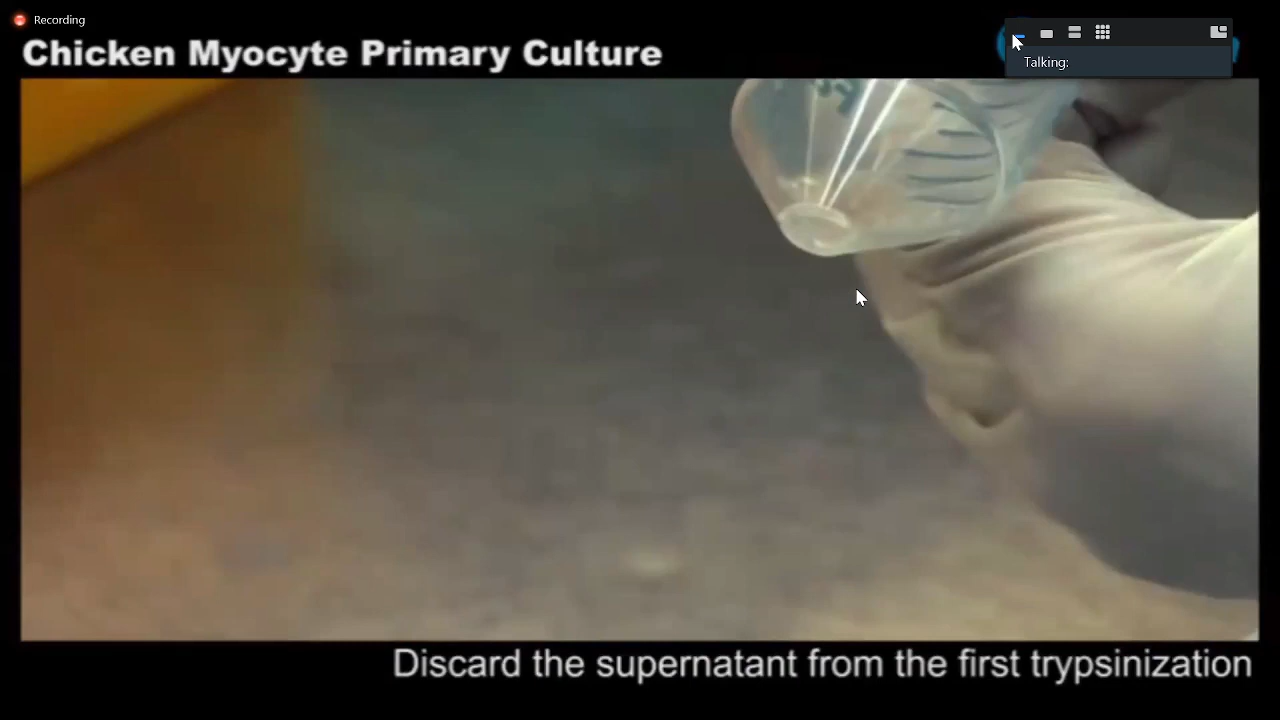 Recording
Chicken Myocyte Primary Culture
Talking:
Discard the supernatant from the first trypsinization